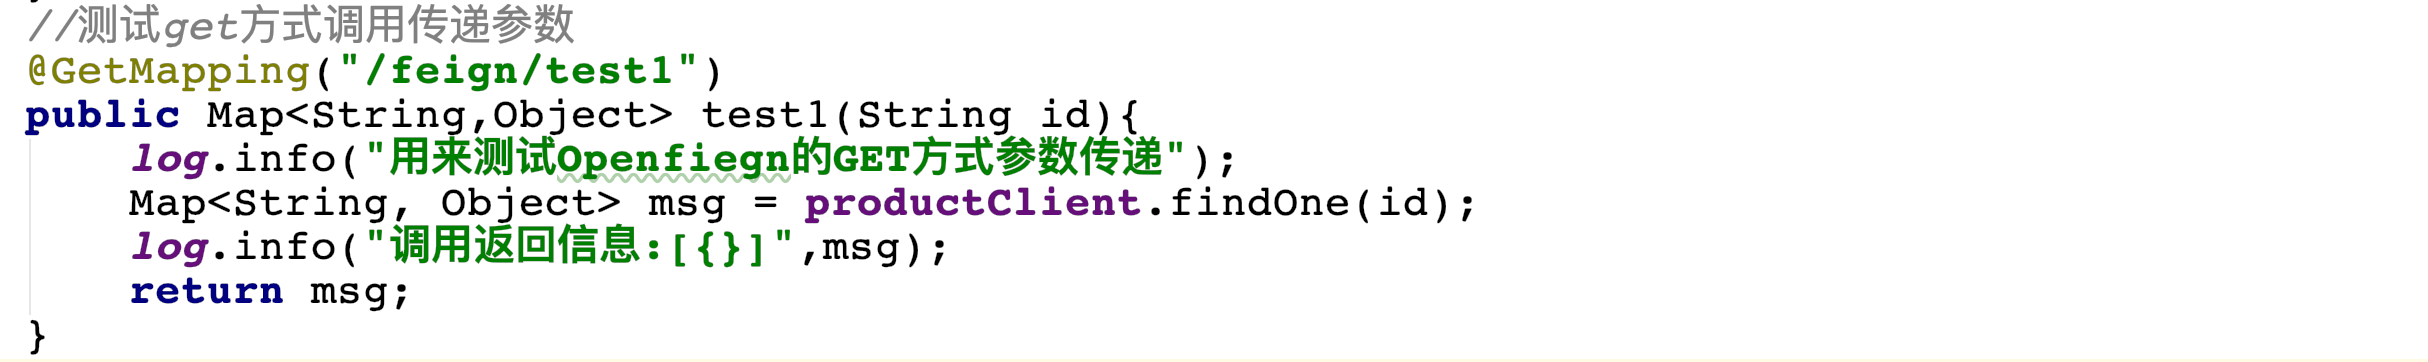 //测试get方式调用传递参数
@GetMapping("/feign/test1")
public Map<String,Object> test1(String id){
    log.info("用来测试Openfiegn的GET方式参数传递");
    Map<String, Object> msg = productClient.findOne(id);
    log.info("调用返回信息:[{}]",msg);
    return msg;
}